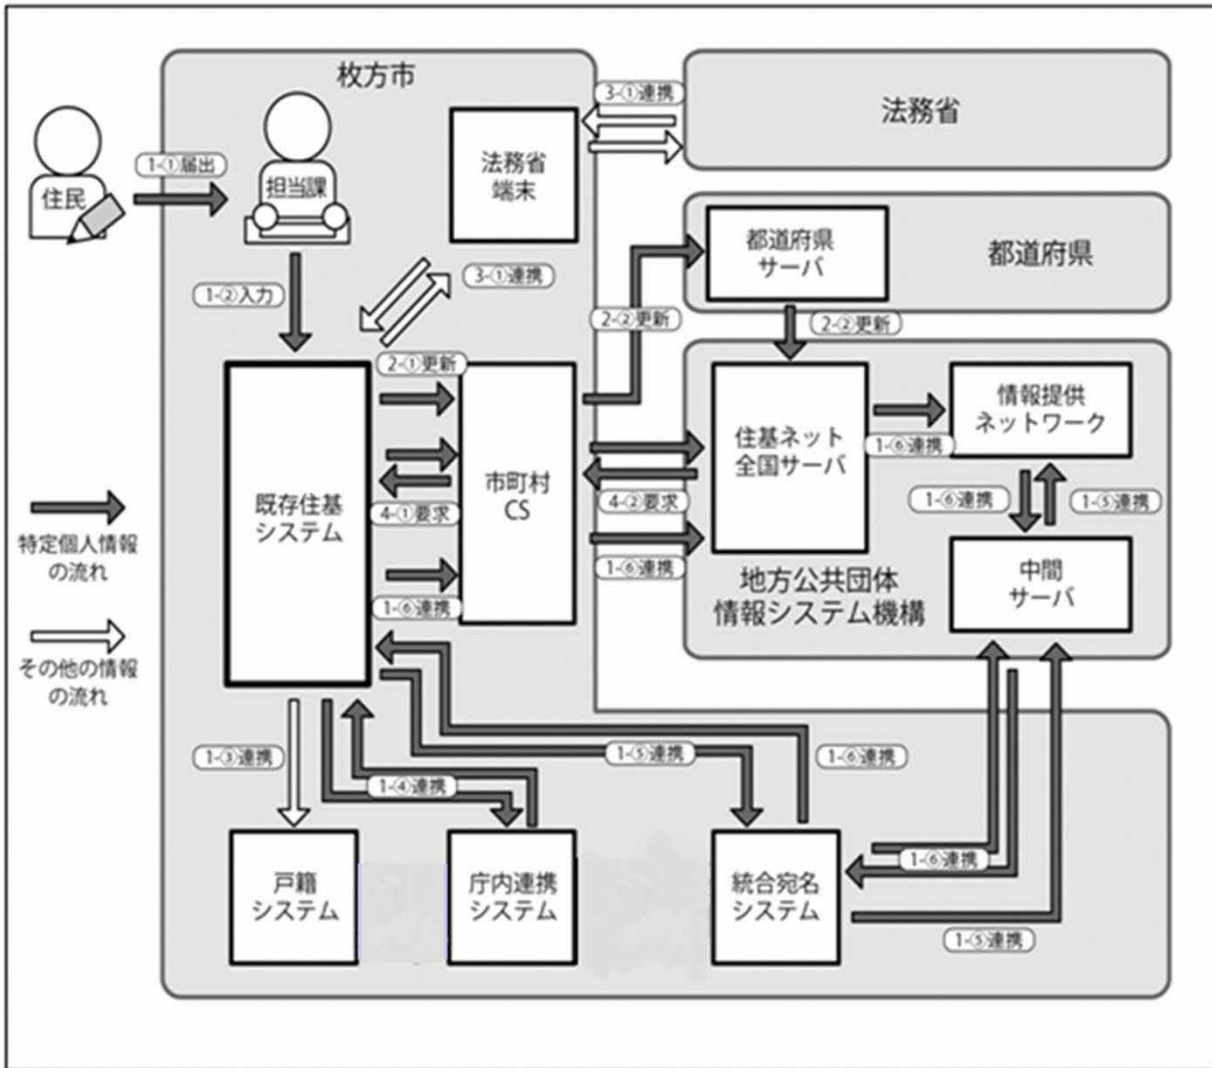 枚方市
3-①連携
法務省
1-①届出
住民
担当課
法務省
端末
都道府県
サーバ
都道府県
3-①連携
1-②入力
2-②更新
2-②更新
2-①更新
既存住基
システム
市町村
CS
住基ネット
全国サーバ
情報提供
ネットワーク
1-⑥連携
4-①要求
4-②要求
1-⑥連携
1-⑤連携
特定個人情報
の流れ
1-⑥連携
1-⑥連携
地方公共団体
情報システム機構
中間
サーバ
その他の情報
の流れ
1-③連携
1-④連携
1-⑤連携
1-⑥連携
戸籍
システム
庁内連携
システム
統合宛名
システム
1-⑥連携
1-⑤連携